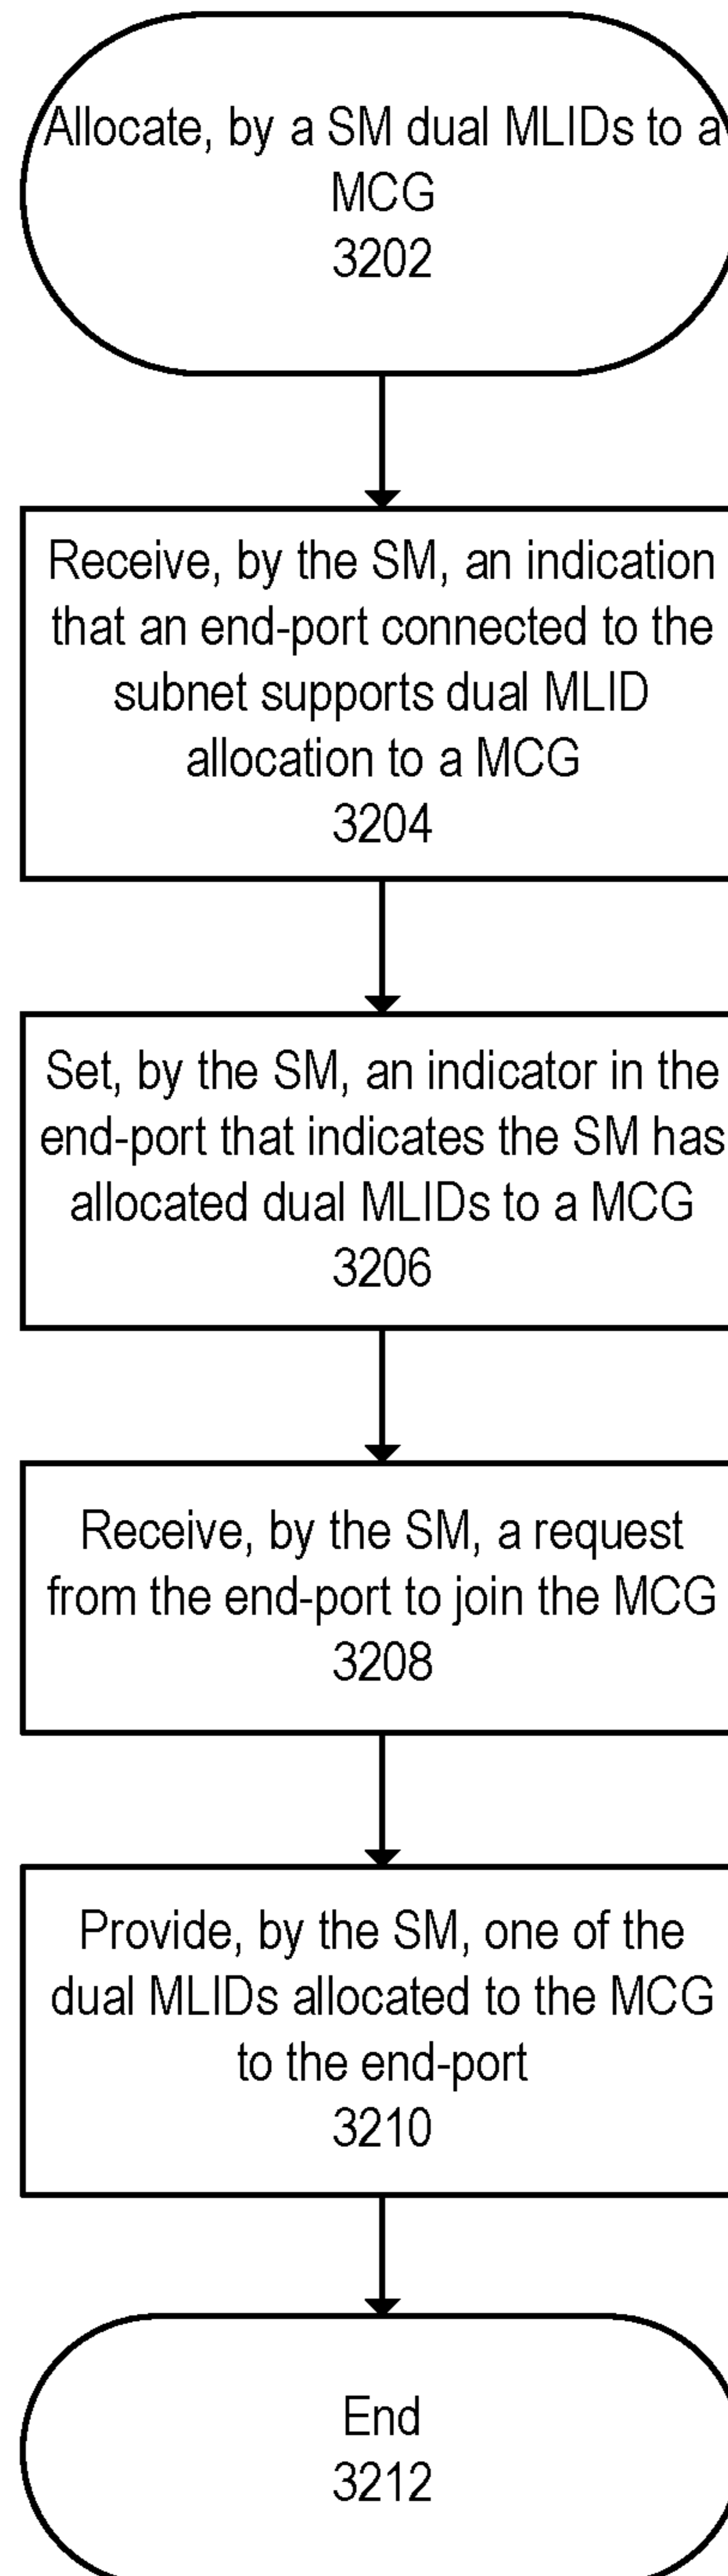 Allocate, by a SM dual MLIDs to a
MCG
3202
Receive, by the SM, an indication
that an end-port connected to the
subnet supports dual MLID
allocation to a MCG
3204
Set, by the SM, an indicator in the
end-port that indicates the SM has
allocated dual MLIDs to a MCG
3206
Receive, by the SM, a request
from the end-port to join the MCG
3208
Provide, by the SM, one of the
dual MLIDs allocated to the MCG
to the end-port
3210
End
3212